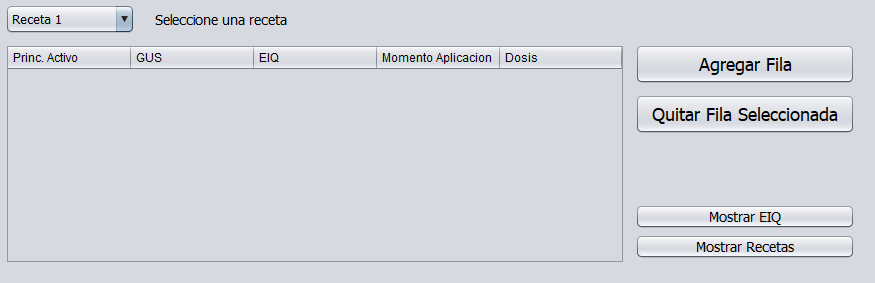 Receta 1 Seleccione una receta
Princ. Activo GUS EIQ Momento Aplicacion Dosis
Agregar Fila
Quitar Fila Seleccionada
Mostrar EIQ
Mostrar Recetas